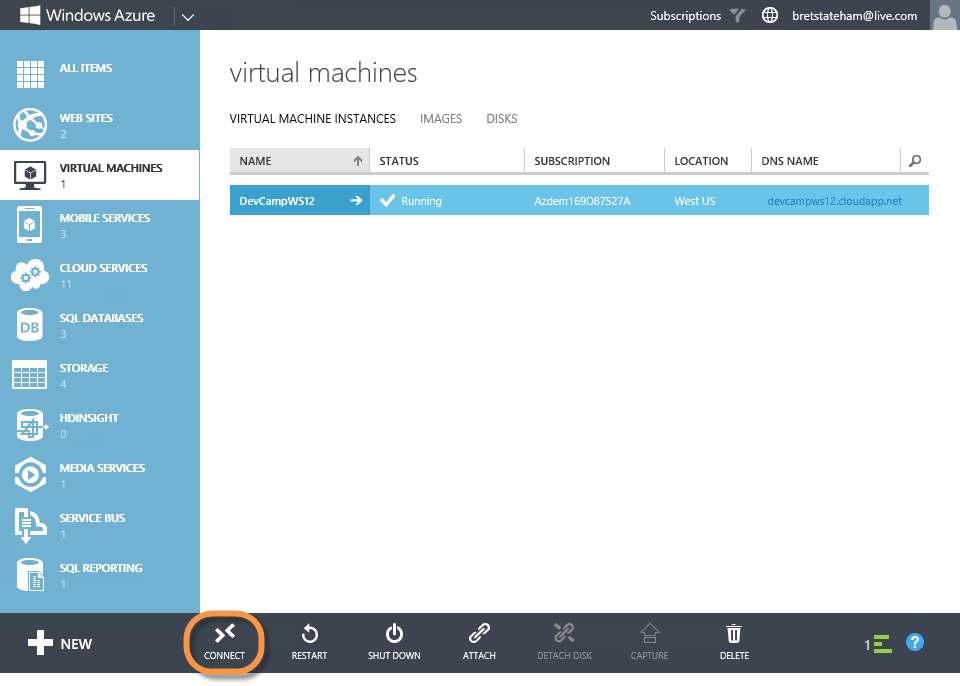 Windows Azure
Subscriptions
bretstateham@live.com
ALL ITEMS
WEB SITES
2
VIRTUAL MACHINES
1
MOBILE SERVICES
3
CLOUD SERVICES
11
DB
SQL DATABASES
3
STORAGE
4
HDINSIGHT
0
MEDIA SERVICES
1
SERVICE BUS
1
SQL REPORTING
1
virtual machines
VIRTUAL MACHINE INSTANCES IMAGES DISKS
NAME STATUS SUBSCRIPTION LOCATION DNS NAME
DevCampWS12 Running Azdem169D87527A West US devcampws12.cloudapp.net
NEW
CONNECT
RESTART
SHUT DOWN
ATTACH
DETACH DISK
CAPTURE
DELETE
1
?